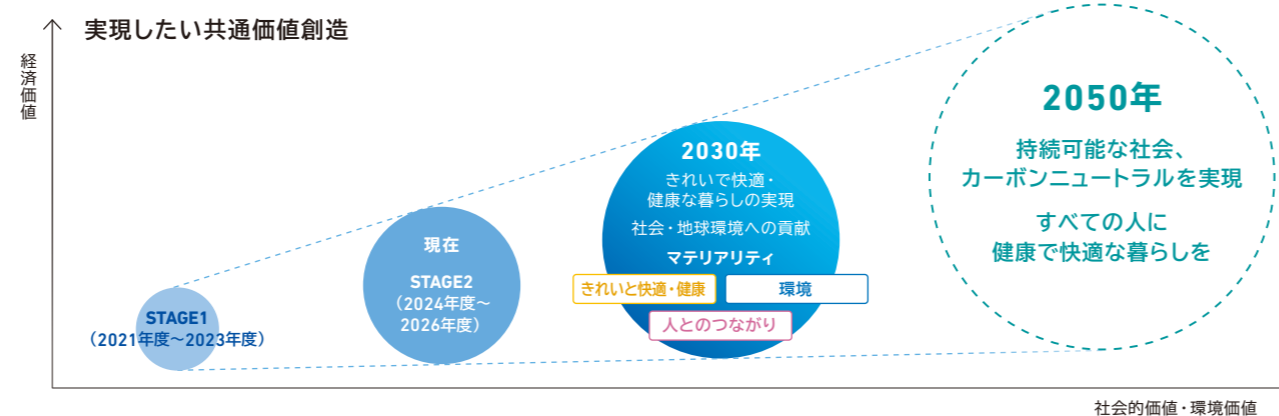 実現したい共通価値創造
経済価値
STAGE1
（2021年度～2023年度）
現在
STAGE2
（2024年度～
2026年度）
2030年
きれいで快適・
健康な暮らしの実現
社会・地球環境への貢献
マテリアリティ
きれいと快適・健康
環境
人とのつながり
2050年
持続可能な社会、
カーボンニュートラルを実現
すべての人に
健康で快適な暮らしを
社会的価値・環境価値